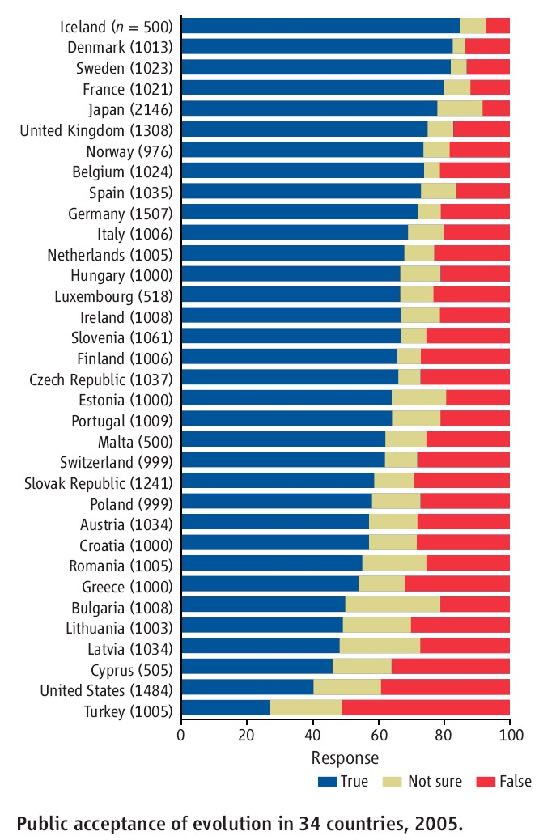 Iceland (n = 500)
Denmark (1013)
Sweden (1023)
France (1021)
Japan (2146)
United Kingdom (1308)
Norway (976)
Belgium (1024)
Spain (1035)
Germany (1507)
Italy (1006)
Netherlands (1005)
Hungary (1000)
Luxembourg (518)
Ireland (1008)
Slovenia (1061)
Finland (1006)
Czech Republic (1037)
Estonia (1000)
Portugal (1009)
Malta (500)
Switzerland (999)
Slovak Republic (1241)
Poland (999)
Austria (1034)
Croatia (1000)
Romania (1005)
Greece (1000)
Bulgaria (1008)
Lithuania (1003)
Latvia (1034)
Cyprus (505)
United States (1484)
Turkey (1005)
0 20 40 60 80 100
Response
True Not sure False
Public acceptance of evolution in 34 countries, 2005.